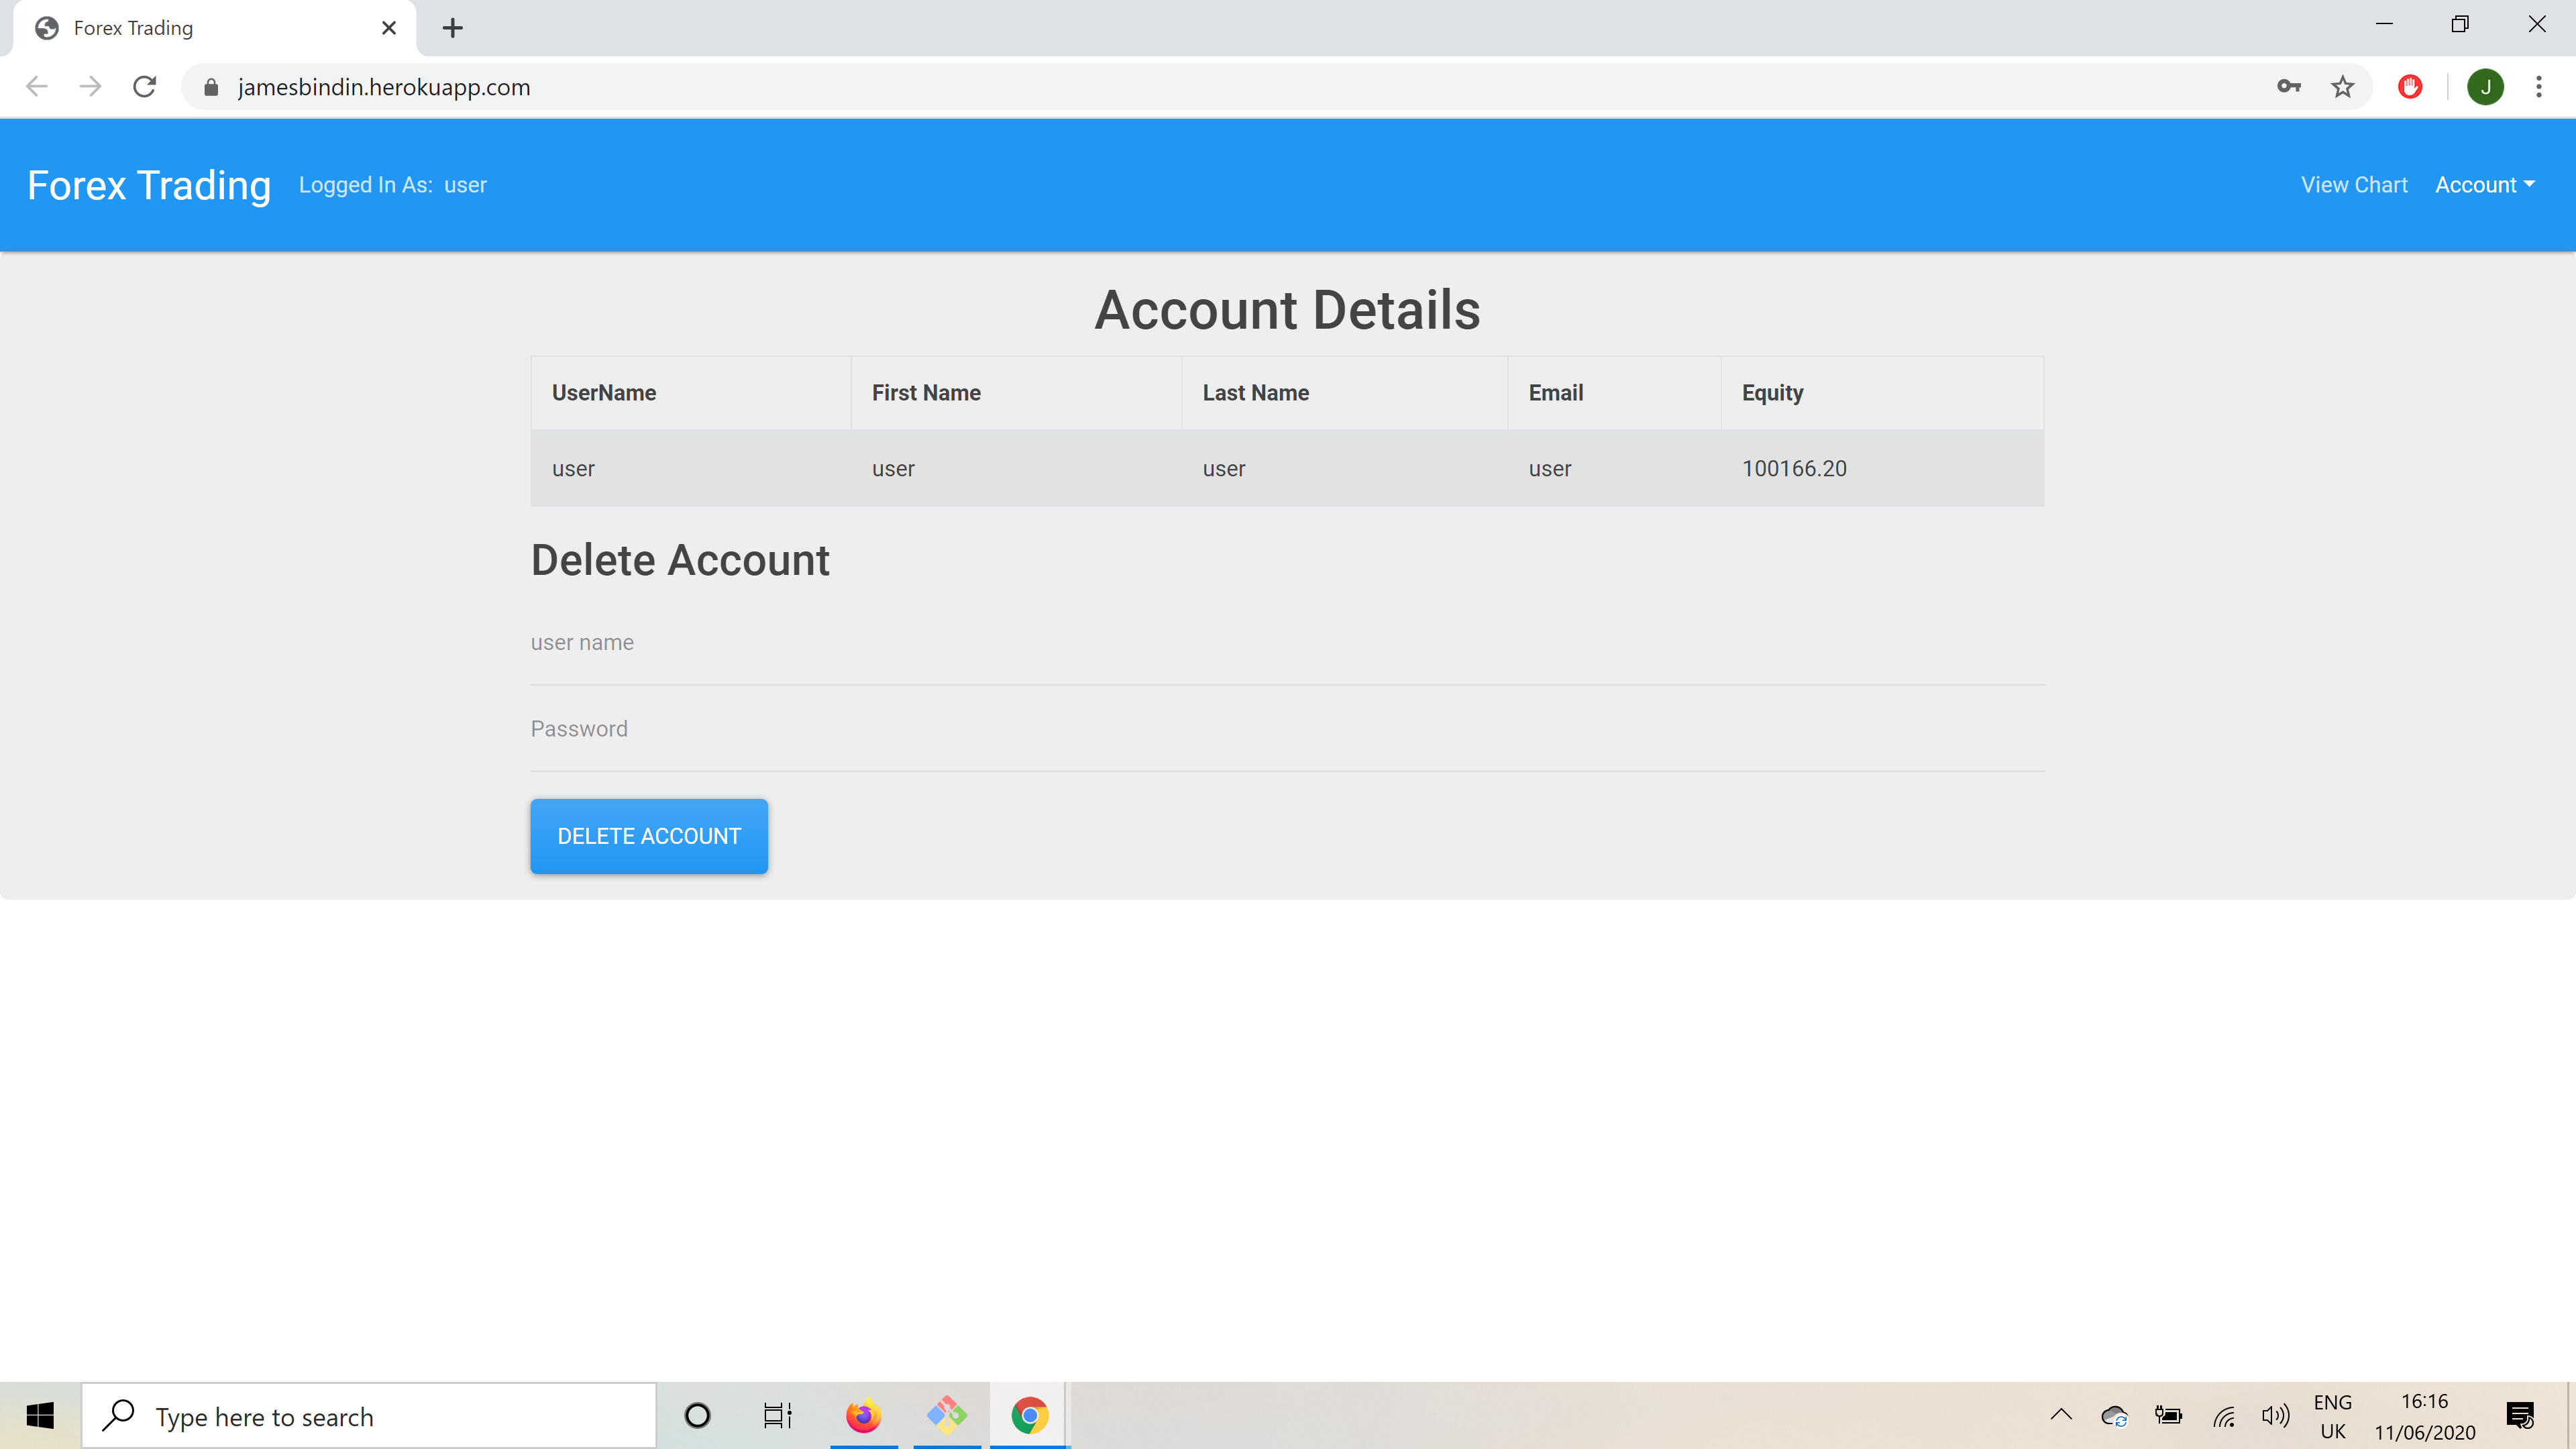 Forex Trading
jamesbindin.herokuapp.com
J
Forex Trading Logged In As: user View Chart Account
Account Details
UserName First Name Last Name Email Equity
user user user user 100166.20
Delete Account
user name
Password
DELETE ACCOUNT
Type here to search
ENG 16:16
UK 11/06/2020